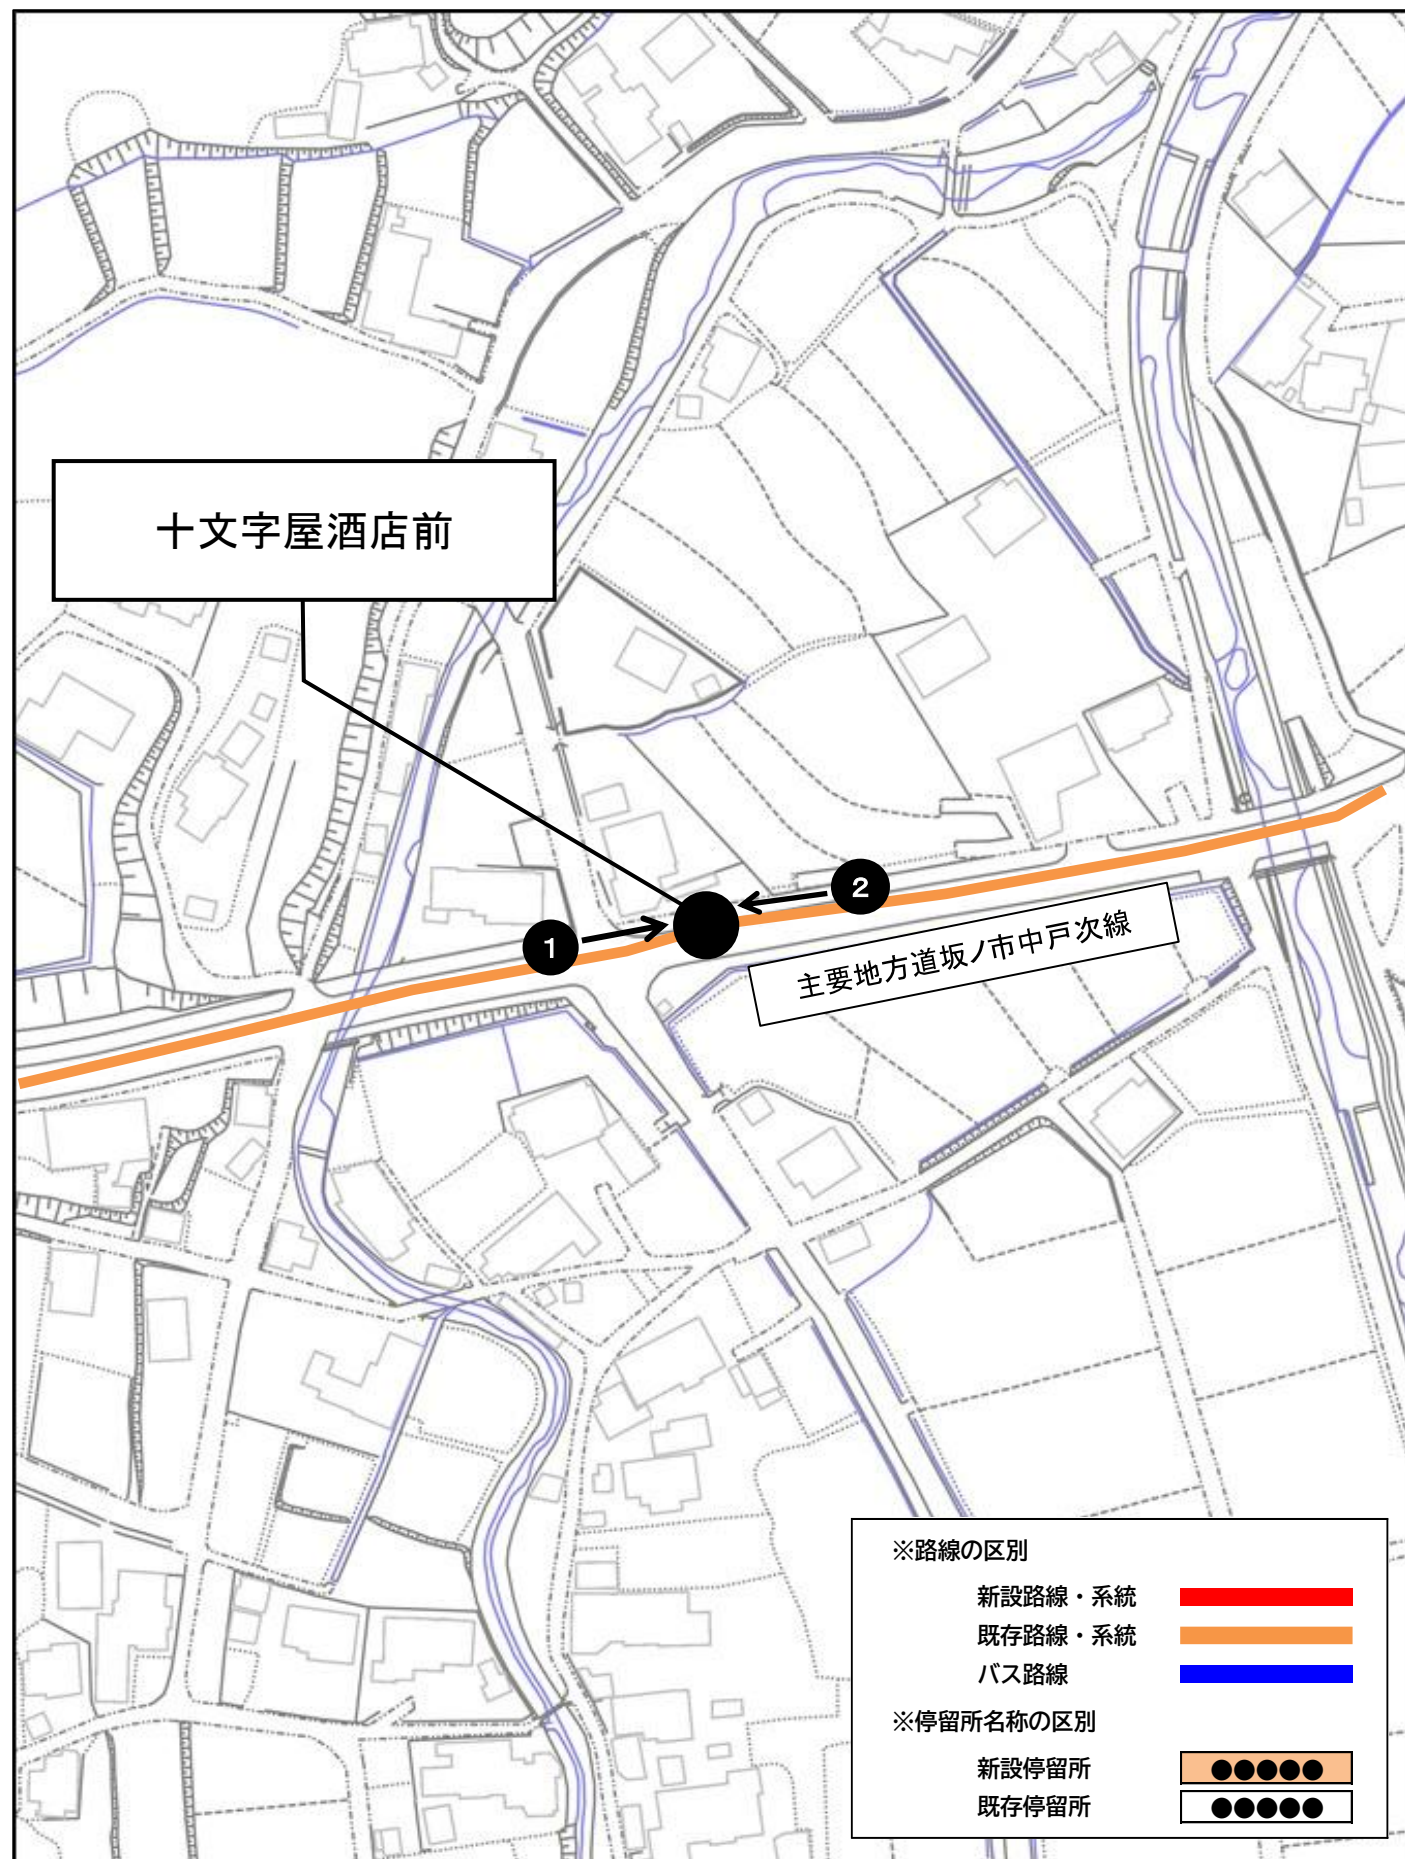 十文字屋酒店前
2
1
主要地方道坂ノ市中戸次線
※路線の区別
新設路線・系統
既存路線・系統
バス路線
※停留所名称の区別
新設停留所 ●●●●●
既存停留所 ●●●●●